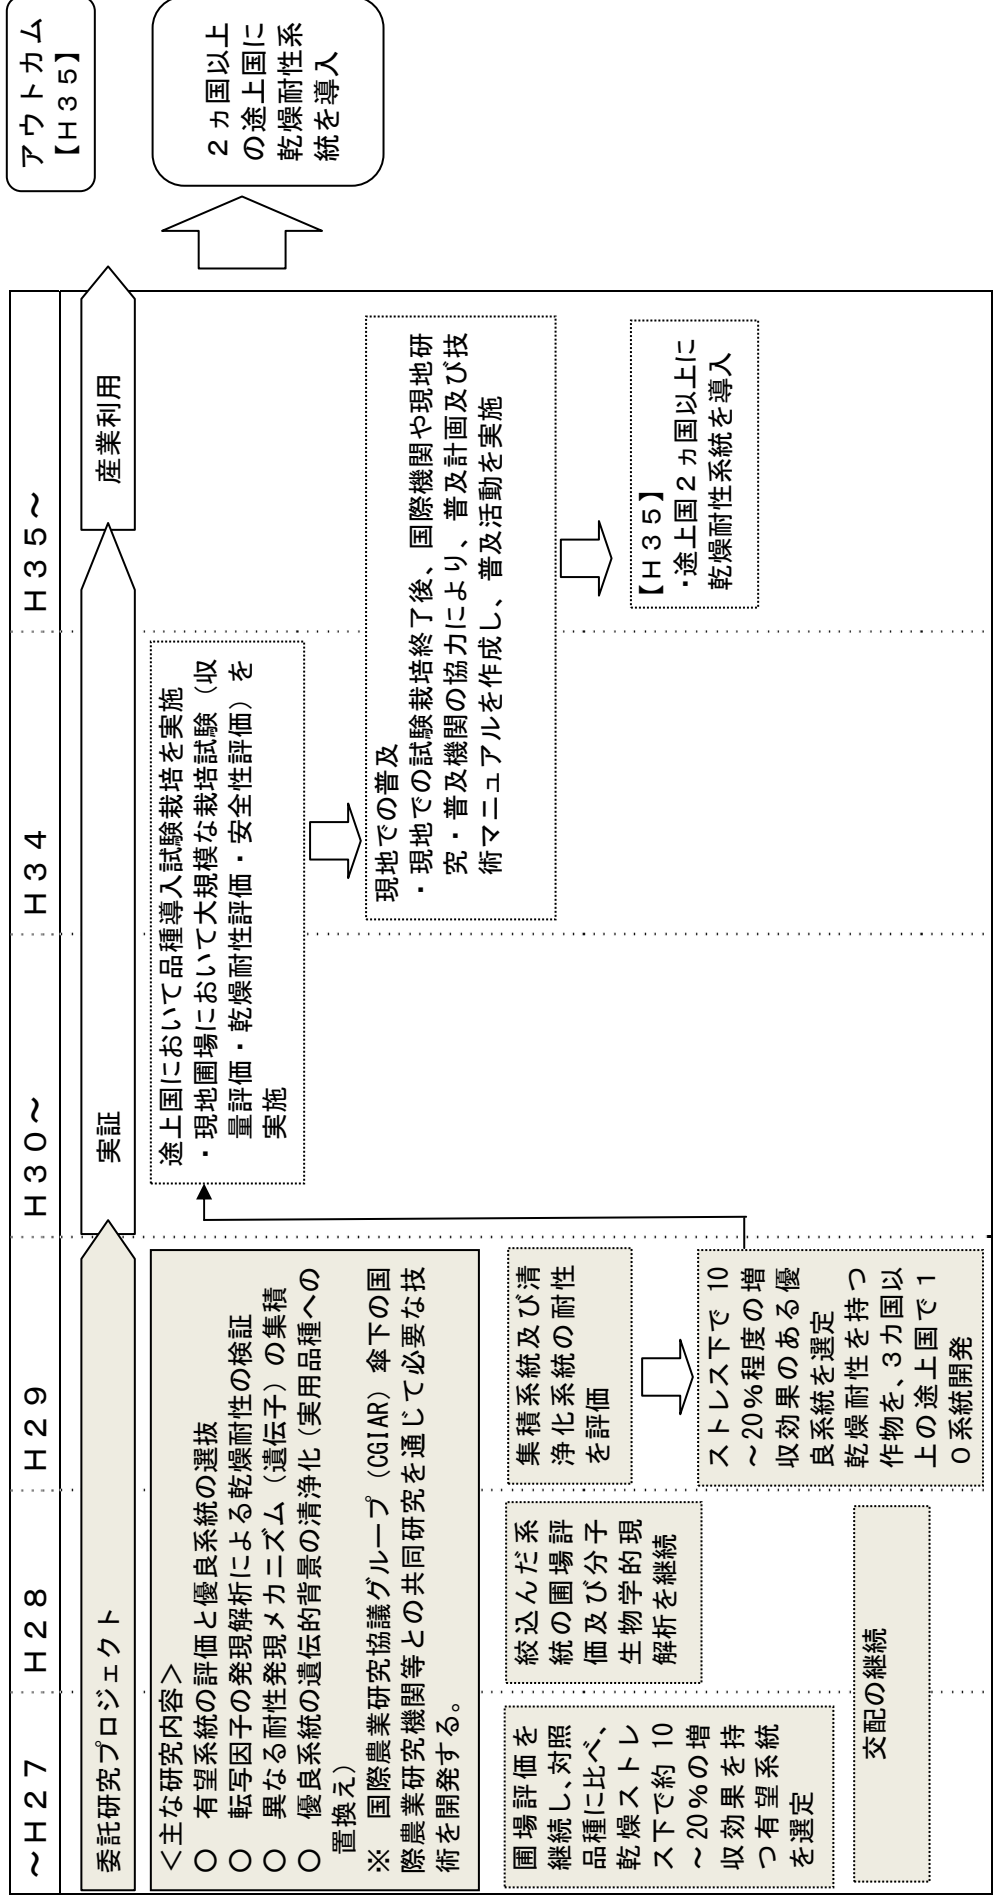 ～Ｈ２７
Ｈ２８
Ｈ２９
Ｈ３０～
Ｈ３４
Ｈ３５～
アウトカム
【Ｈ３５】
委託研究プロジェクト
実証
産業利用
＜主な研究内容＞
○　有望系統の評価と優良系統の選抜
○　転写因子の発現解析による乾燥耐性の検証
○　異なる耐性発現メカニズム（遺伝子）の集積
○　優良系統の遺伝的背景の清浄化（実用品種への
置換え）
※　国際農業研究協議グループ（CGIAR）傘下の国
際農業研究機関等との共同研究を通じて必要な技
術を開発する。
圃場評価を
継続し、対照
品種に比べ、
乾燥ストレ
ス下で約 10
～20％の増
収効果を持
つ有望系統
を選定
絞込んだ系
統の圃場評
価及び分子
生物学的現
解析を継続
交配の継続
集積系統及び清
浄化系統の耐性
を評価
ストレス下で 10
～20％程度の増
収効果のある優
良系統を選定
乾燥耐性を持つ
作物を、３カ国以
上の途上国で１
０系統開発
途上国において品種導入試験栽培を実施
・現地圃場において大規模な栽培試験（収
量評価・乾燥耐性評価・安全性評価）を
実施
現地での普及
・現地での試験栽培終了後、国際機関や現地研
究・普及機関の協力により、普及計画及び技
術マニュアルを作成し、普及活動を実施
【Ｈ３５】
・途上国２ヵ国以上に
乾燥耐性系統を導入
２ヵ国以上
の途上国に
乾燥耐性系
統を導入